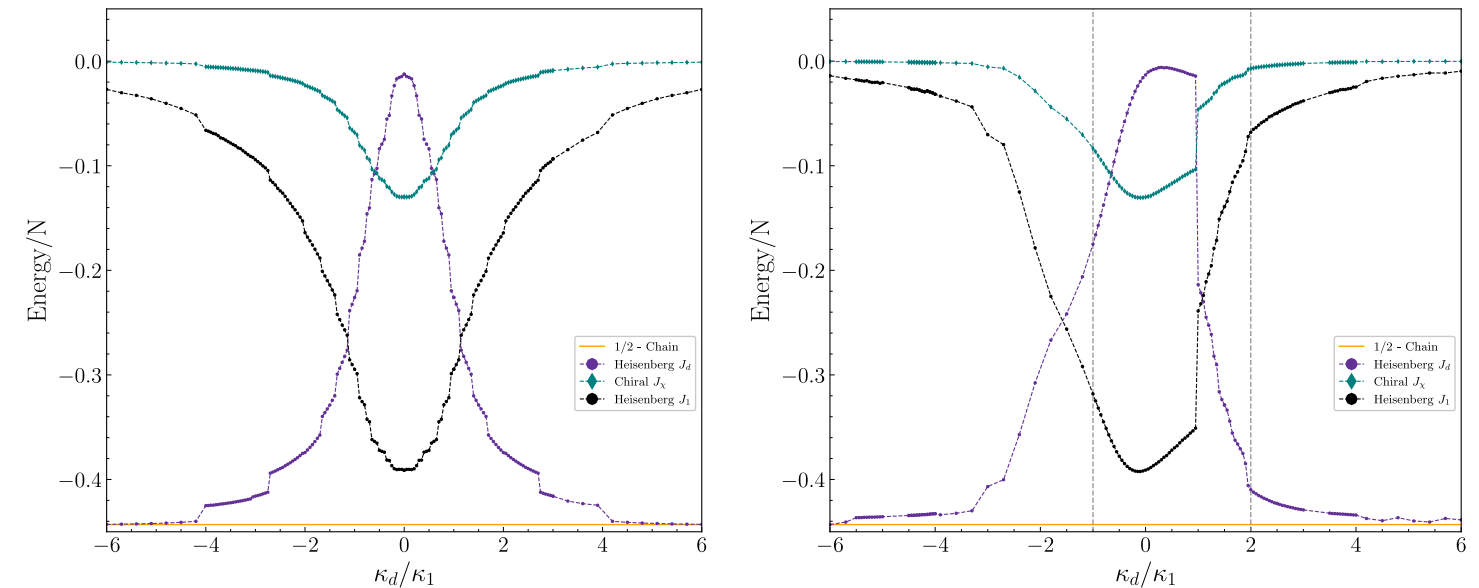 0.0
−0.1
−0.2
−0.3
−0.4
Energy/N
−6 −4 −2 0 2 4 6
κ_d/κ_1
1/2 - Chain
Heisenberg J_d
Chiral J_χ
Heisenberg J_1
0.0
−0.1
−0.2
−0.3
−0.4
Energy/N
−6 −4 −2 0 2 4 6
κ_d/κ_1
1/2 - Chain
Heisenberg J_d
Chiral J_χ
Heisenberg J_1